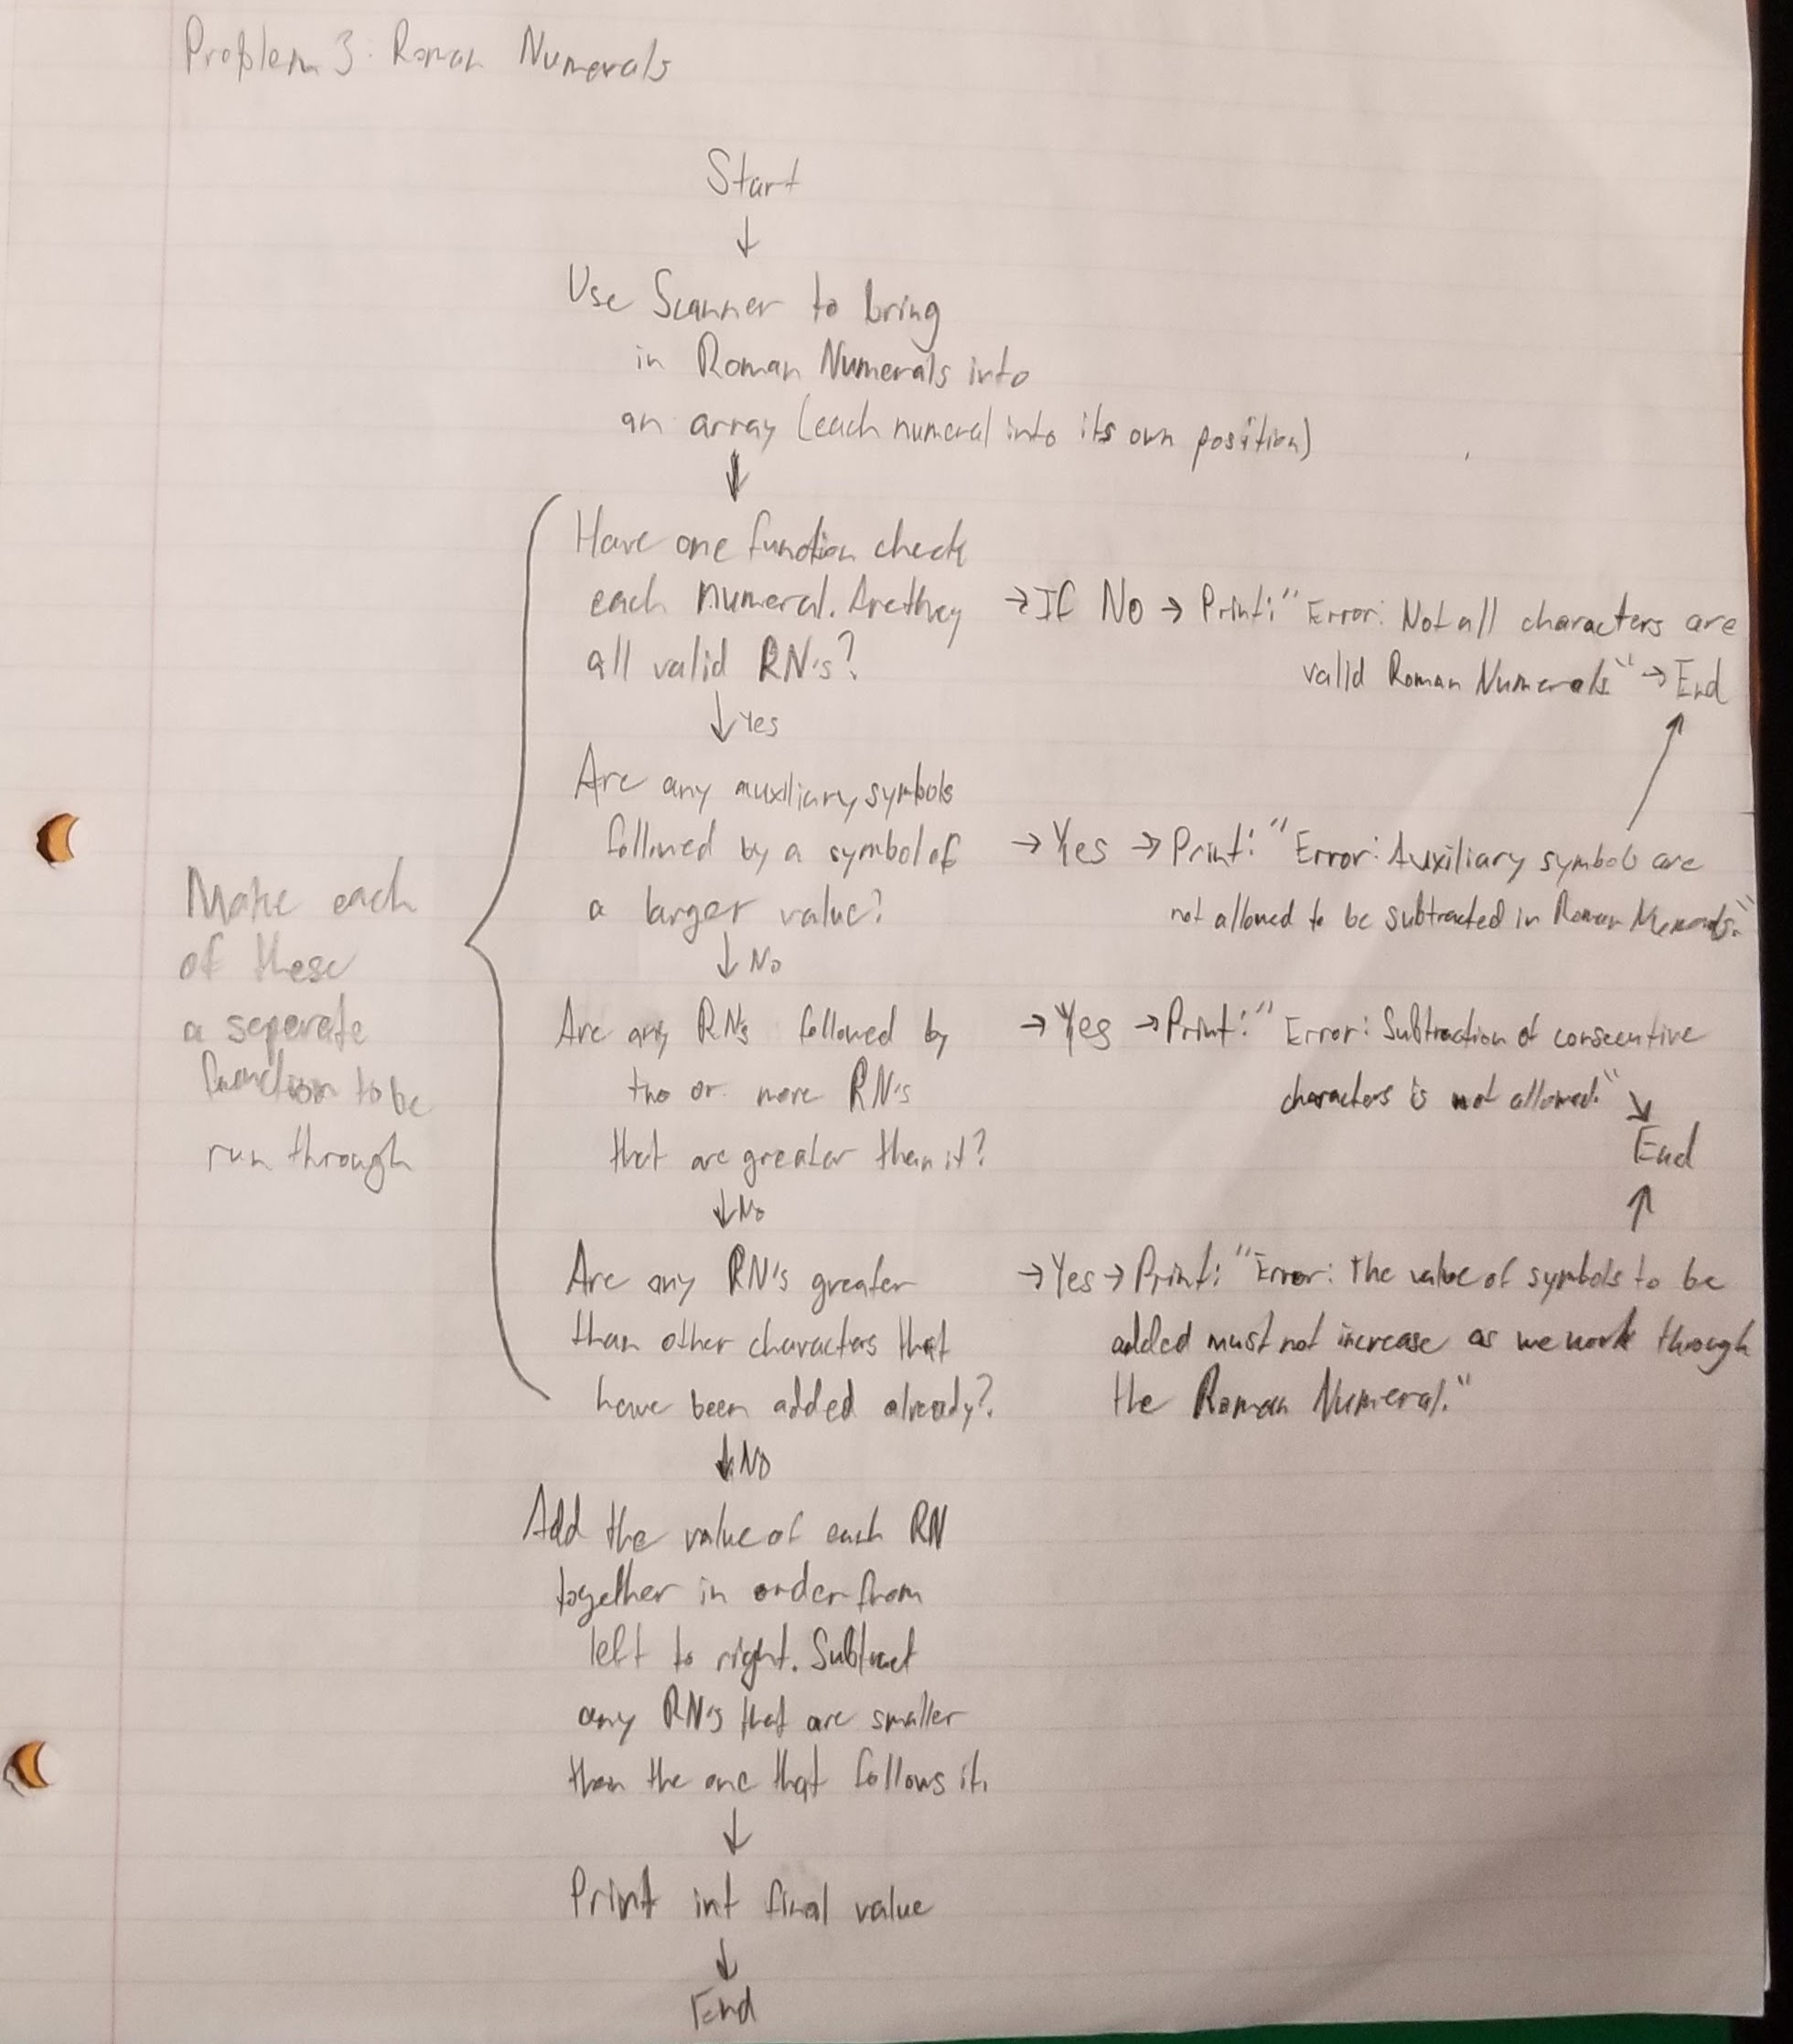 Problem 3: Roman Numerals
Start
↓
Use Scanner to bring
in Roman Numerals into
an array (each numeral into its own position)
↓
Have one function check
each numeral. Are they → If No → Print: "Error: Not all characters are
all valid RN's? valid Roman Numerals" → End
↓ Yes
Are any auxiliary symbols
followed by a symbol of → Yes → Print: "Error: Auxiliary symbols are
a larger value? not allowed to be subtracted in Roman Numerals."
↓ No
Make each
of these
a seperate
function to be
run through
Are any RN's followed by → Yes → Print: "Error: Subtraction of consecutive
two or more RN's characters is not allowed."
that are greater than it? End
↓ No
Are any RN's greater → Yes → Print: "Error: The value of symbols to be
than other characters that added must not increase as we work through
have been added already? the Roman Numeral."
↓ No
Add the value of each RN
together in order from
left to right. Subtract
any RN's that are smaller
than the one that follows it.
↓
Print int final value
↓
End